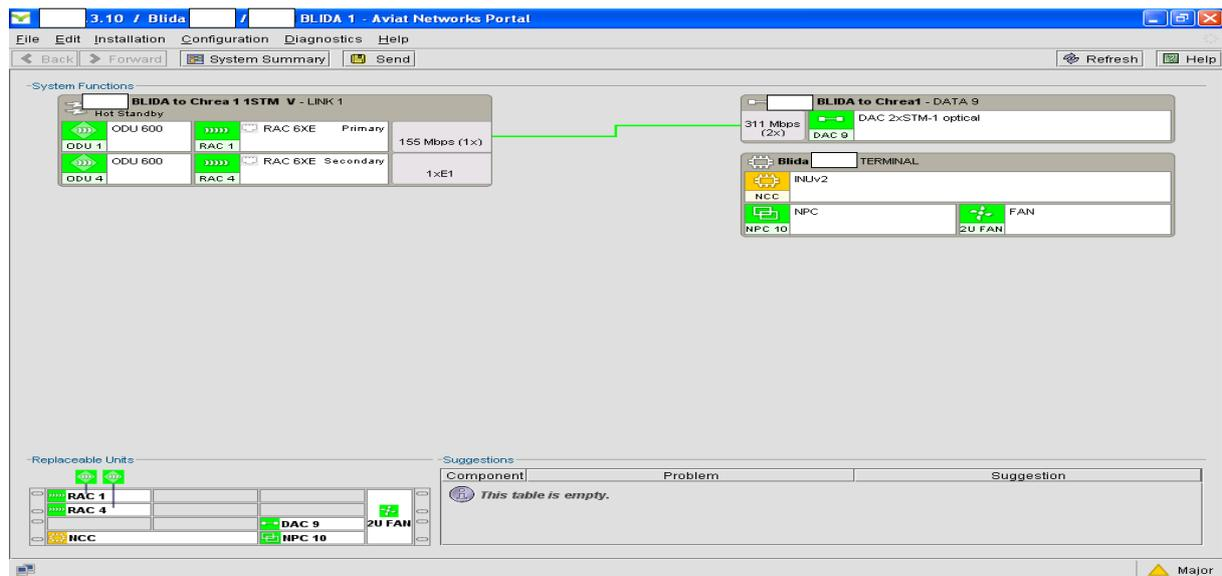 .3.10 / Blida / BLIDA 1 - Aviat Networks Portal
File Edit Installation Configuration Diagnostics Help
Back Forward System Summary Send Refresh Help
System Functions
BLIDA to Chrea 1 1STM V - LINK 1
Hot Standby
ODU 600
ODU 1
RAC 6XE Primary
RAC 1
155 Mbps (1x)
ODU 600
ODU 4
RAC 6XE Secondary
RAC 4
1xE1
BLIDA to Chrea1 - DATA 9
311 Mbps
(2x)
DAC 2xSTM-1 optical
DAC 9
Blida TERMINAL
INUv2
NCC
NPC
NPC 10
FAN
2U FAN
Replaceable Units
RAC 1
RAC 4
DAC 9
2U FAN
NCC
NPC 10
Suggestions
Component Problem Suggestion
This table is empty.
Major